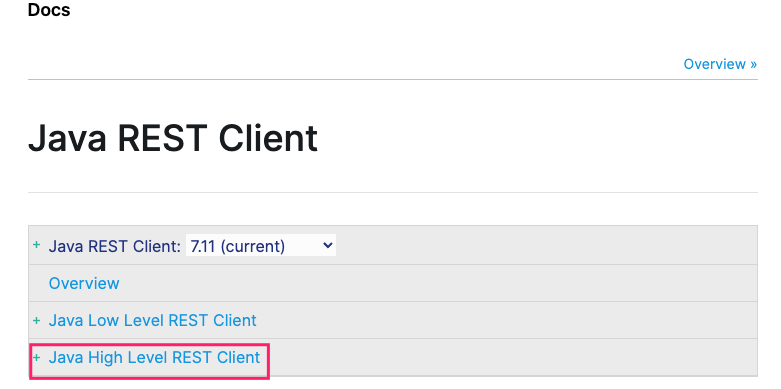 Docs
Overview »
Java REST Client
+ Java REST Client: 7.11 (current)
Overview
+ Java Low Level REST Client
+ Java High Level REST Client